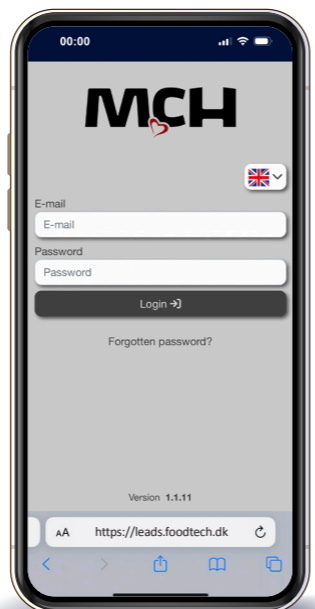 00:00
MCH
E-mail
E-mail
Password
Password
Login
Forgotten password?
Version 1.1.11
AA https://leads.foodtech.dk